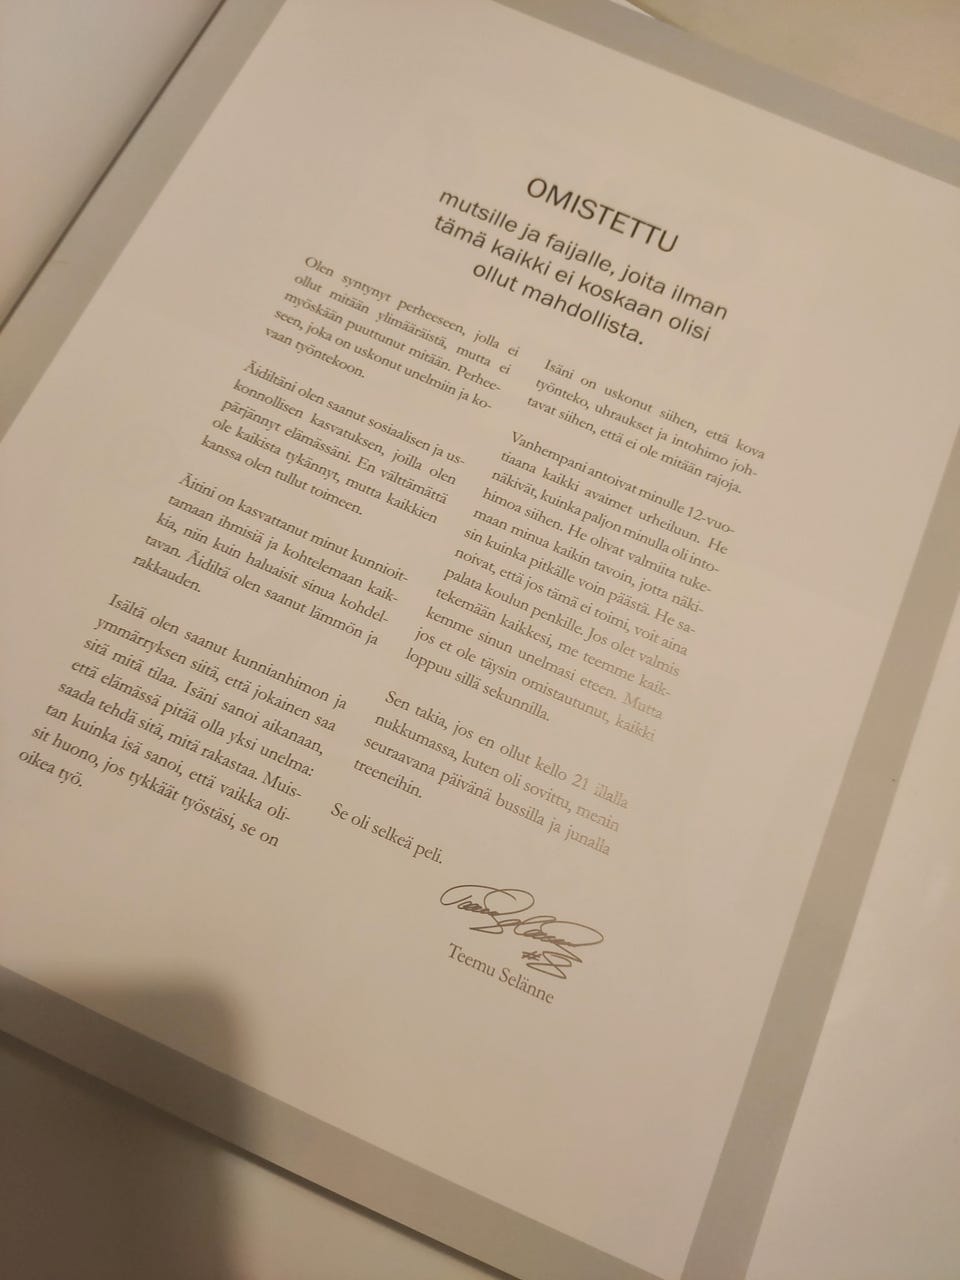 OMISTETTU
mutsille ja faijalle, joita ilman
tämä kaikki ei koskaan olisi
ollut mahdollista.
Olen syntynyt perheeseen, jolla ei
ollut mitään ylimääräistä, mutta ei
myöskään puuttunut mitään. Perhee-
seen, joka on uskonut unelmiin ja ko-
vaan työntekoon.
Äidiltäni olen saanut sosiaalisen ja us-
konnollisen kasvatuksen, joilla olen
pärjännyt elämässäni. En välttämättä
ole kaikista tykännyt, mutta kaikkien
kanssa olen tullut toimeen.
Äitini on kasvattanut minut kunnioit-
tamaan ihmisiä ja kohtelemaan kaik-
kia, niin kuin haluaisit sinua kohdel-
tavan. Äidiltä olen saanut lämmön ja
rakkauden.
Isältä olen saanut kunnianhimon ja
ymmärryksen siitä, että jokainen saa
sitä mitä tilaa. Isäni sanoi aikanaan,
että elämässä pitää olla yksi unelma:
saada tehdä sitä, mitä rakastaa. Muis-
tan kuinka isä sanoi, että vaikka oli-
sit huono, jos tykkäät työstäsi, se on
oikea työ.
Isäni on uskonut siihen, että kova
työnteko, uhraukset ja intohimo joh-
tavat siihen, että ei ole mitään rajoja.
Vanhempani antoivat minulle 12-vuo-
tiaana kaikki avaimet urheiluun. He
näkivät, kuinka paljon minulla oli into-
himoa siihen. He olivat valmiita tuke-
maan minua kaikin tavoin, jotta näki-
sin kuinka pitkälle voin päästä. He sa-
noivat, että jos tämä ei toimi, voit aina
palata koulun penkille. Jos olet valmis
tekemään kaikkesi, me teemme kaik-
kemme sinun unelmasi eteen. Mutta
jos et ole täysin omistautunut, kaikki
loppuu sillä sekunnilla.
Sen takia, jos en ollut kello 21 illalla
nukkumassa, kuten oli sovittu, menin
seuraavana päivänä bussilla ja junalla
treeneihin.
Se oli selkeä peli.
Teemu Selänne
#8
Teemu Selänne